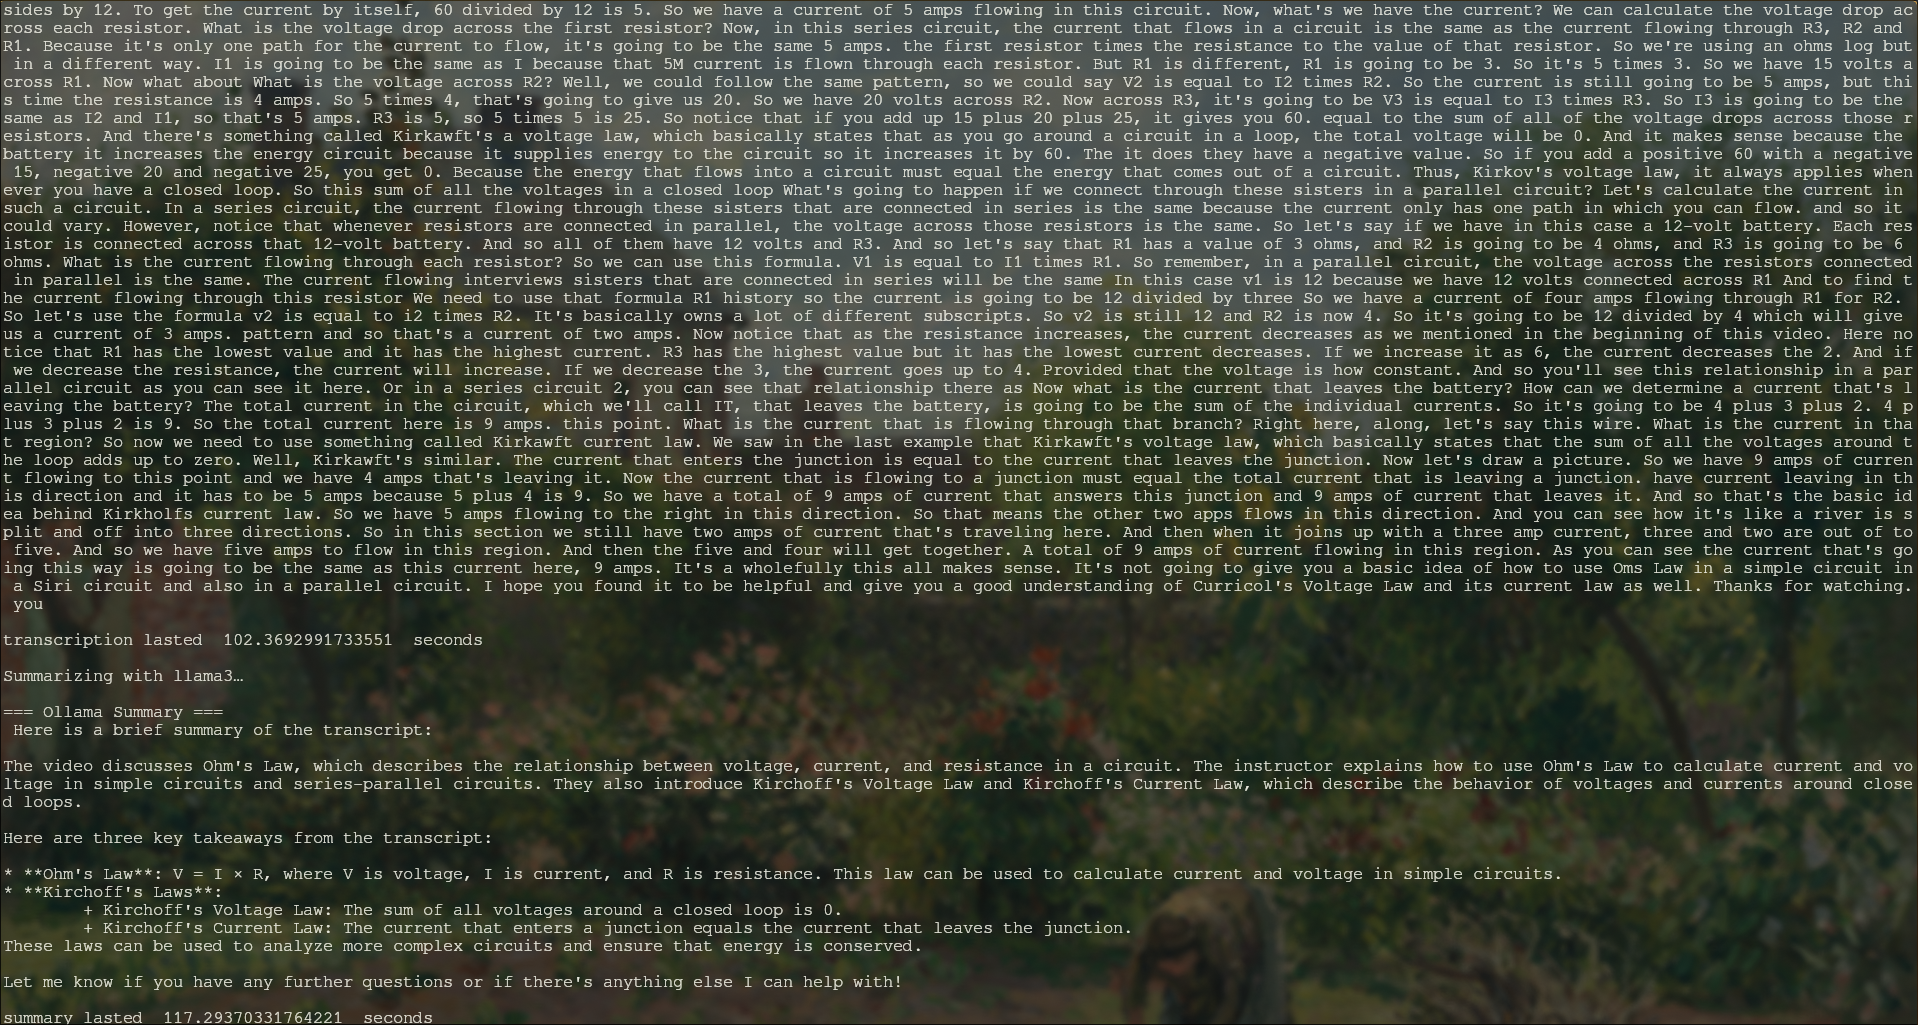 sides by 12. To get the current by itself, 60 divided by 12 is 5. So we have a current of 5 amps flowing in this circuit. Now, what's we have the current? We can calculate the voltage drop ac
ross each resistor. What is the voltage drop across the first resistor? Now, in this series circuit, the current that flows in a circuit is the same as the current flowing through R3, R2 and
R1. Because it's only one path for the current to flow, it's going to be the same 5 amps. the first resistor times the resistance to the value of that resistor. So we're using an ohms log but
 in a different way. I1 is going to be the same as I because that 5M current is flown through each resistor. But R1 is different, R1 is going to be 3. So it's 5 times 3. So we have 15 volts a
cross R1. Now what about What is the voltage across R2? Well, we could follow the same pattern, so we could say V2 is equal to I2 times R2. So the current is still going to be 5 amps, but thi
s time the resistance is 4 amps. So 5 times 4, that's going to give us 20. So we have 20 volts across R2. Now across R3, it's going to be V3 is equal to I3 times R3. So I3 is going to be the
same as I2 and I1, so that's 5 amps. R3 is 5, so 5 times 5 is 25. So notice that if you add up 15 plus 20 plus 25, it gives you 60. equal to the sum of all of the voltage drops across those r
esistors. And there's something called Kirkawft's a voltage law, which basically states that as you go around a circuit in a loop, the total voltage will be 0. And it makes sense because the
battery it increases the energy circuit because it supplies energy to the circuit so it increases it by 60. The it does they have a negative value. So if you add a positive 60 with a negative
 15, negative 20 and negative 25, you get 0. Because the energy that flows into a circuit must equal the energy that comes out of a circuit. Thus, Kirkov's voltage law, it always applies when
ever you have a closed loop. So this sum of all the voltages in a closed loop What's going to happen if we connect through these sisters in a parallel circuit? Let's calculate the current in
such a circuit. In a series circuit, the current flowing through these sisters that are connected in series is the same because the current only has one path in which you can flow. and so it
could vary. However, notice that whenever resistors are connected in parallel, the voltage across those resistors is the same. So let's say if we have in this case a 12-volt battery. Each res
istor is connected across that 12-volt battery. And so all of them have 12 volts and R3. And so let's say that R1 has a value of 3 ohms, and R2 is going to be 4 ohms, and R3 is going to be 6
ohms. What is the current flowing through each resistor? So we can use this formula. V1 is equal to I1 times R1. So remember, in a parallel circuit, the voltage across the resistors connected
 in parallel is the same. The current flowing interviews sisters that are connected in series will be the same In this case v1 is 12 because we have 12 volts connected across R1 And to find t
he current flowing through this resistor We need to use that formula R1 history so the current is going to be 12 divided by three So we have a current of four amps flowing through R1 for R2.
So let's use the formula v2 is equal to i2 times R2. It's basically owns a lot of different subscripts. So v2 is still 12 and R2 is now 4. So it's going to be 12 divided by 4 which will give
us a current of 3 amps. pattern and so that's a current of two amps. Now notice that as the resistance increases, the current decreases as we mentioned in the beginning of this video. Here no
tice that R1 has the lowest value and it has the highest current. R3 has the highest value but it has the lowest current decreases. If we increase it as 6, the current decreases the 2. And if
 we decrease the resistance, the current will increase. If we decrease the 3, the current goes up to 4. Provided that the voltage is how constant. And so you'll see this relationship in a par
allel circuit as you can see it here. Or in a series circuit 2, you can see that relationship there as Now what is the current that leaves the battery? How can we determine a current that's l
eaving the battery? The total current in the circuit, which we'll call IT, that leaves the battery, is going to be the sum of the individual currents. So it's going to be 4 plus 3 plus 2. 4 p
lus 3 plus 2 is 9. So the total current here is 9 amps. this point. What is the current that is flowing through that branch? Right here, along, let's say this wire. What is the current in tha
t region? So now we need to use something called Kirkawft current law. We saw in the last example that Kirkawft's voltage law, which basically states that the sum of all the voltages around t
he loop adds up to zero. Well, Kirkawft's similar. The current that enters the junction is equal to the current that leaves the junction. Now let's draw a picture. So we have 9 amps of curren
t flowing to this point and we have 4 amps that's leaving it. Now the current that is flowing to a junction must equal the total current that is leaving a junction. have current leaving in th
is direction and it has to be 5 amps because 5 plus 4 is 9. So we have a total of 9 amps of current that answers this junction and 9 amps of current that leaves it. And so that's the basic id
ea behind Kirkholfs current law. So we have 5 amps flowing to the right in this direction. So that means the other two apps flows in this direction. And you can see how it's like a river is s
plit and off into three directions. So in this section we still have two amps of current that's traveling here. And then when it joins up with a three amp current, three and two are out of to
 five. And so we have five amps to flow in this region. And then the five and four will get together. A total of 9 amps of current flowing in this region. As you can see the current that's go
ing this way is going to be the same as this current here, 9 amps. It's a wholefully this all makes sense. It's not going to give you a basic idea of how to use Oms Law in a simple circuit in
 a Siri circuit and also in a parallel circuit. I hope you found it to be helpful and give you a good understanding of Curricol's Voltage Law and its current law as well. Thanks for watching.
 you
transcription lasted  102.3692991733551  seconds
Summarizing with llama3…
=== Ollama Summary ===
 Here is a brief summary of the transcript:
The video discusses Ohm's Law, which describes the relationship between voltage, current, and resistance in a circuit. The instructor explains how to use Ohm's Law to calculate current and vo
ltage in simple circuits and series-parallel circuits. They also introduce Kirchoff's Voltage Law and Kirchoff's Current Law, which describe the behavior of voltages and currents around close
d loops.
Here are three key takeaways from the transcript:
* **Ohm's Law**: V = I × R, where V is voltage, I is current, and R is resistance. This law can be used to calculate current and voltage in simple circuits.
* **Kirchoff's Laws**:
        + Kirchoff's Voltage Law: The sum of all voltages around a closed loop is 0.
        + Kirchoff's Current Law: The current that enters a junction equals the current that leaves the junction.
These laws can be used to analyze more complex circuits and ensure that energy is conserved.
Let me know if you have any further questions or if there's anything else I can help with!
summary lasted  117.29370331764221  seconds